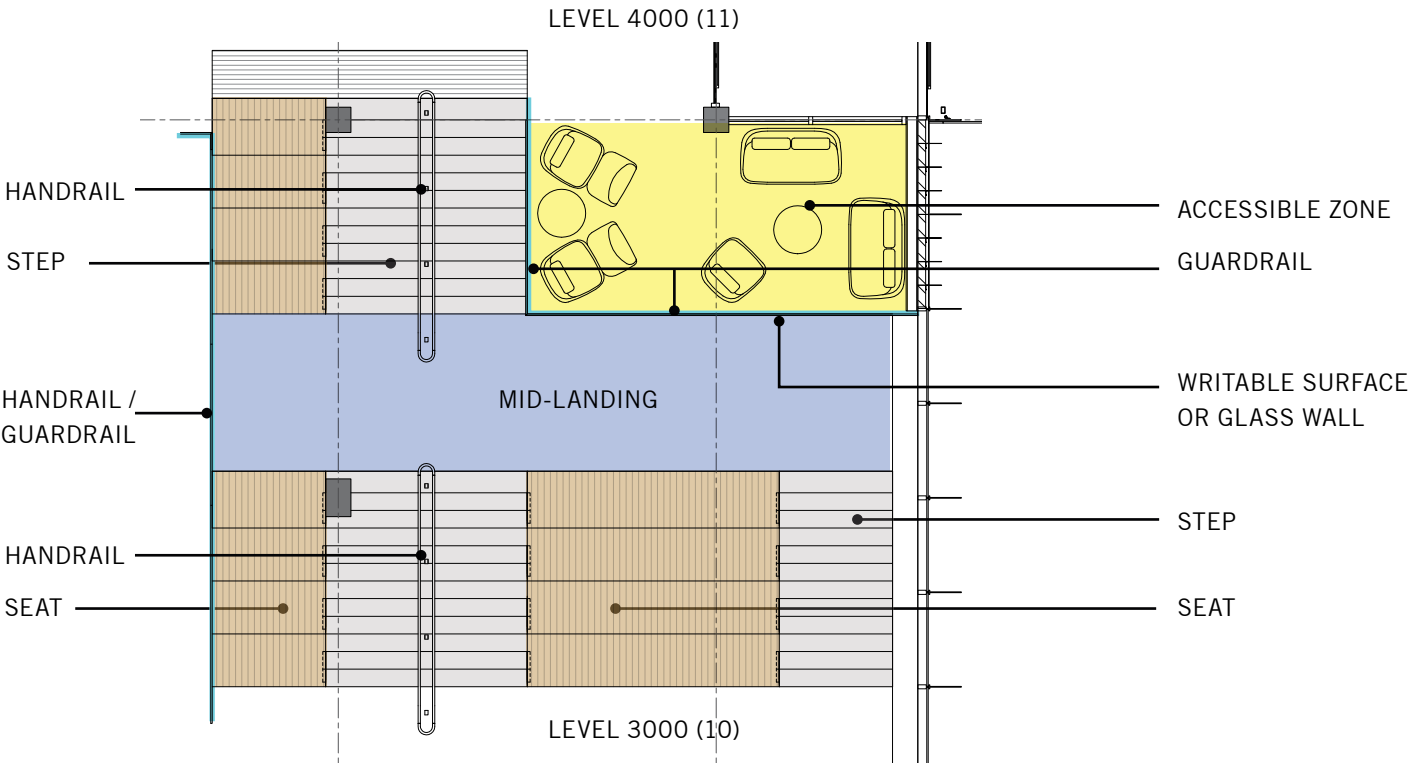 LEVEL 4000 (11)
HANDRAIL
ACCESSIBLE ZONE
STEP
GUARDRAIL
HANDRAIL /
GUARDRAIL
MID-LANDING
WRITABLE SURFACE
OR GLASS WALL
STEP
HANDRAIL
SEAT
SEAT
LEVEL 3000 (10)